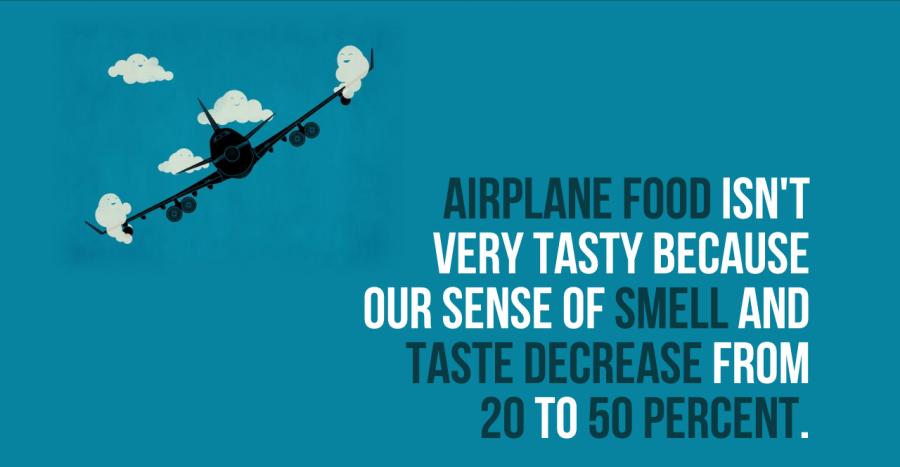 AIRPLANE FOOD ISN'T
VERY TASTY BECAUSE
OUR SENSE OF SMELL AND
TASTE DECREASE FROM
20 TO 50 PERCENT.